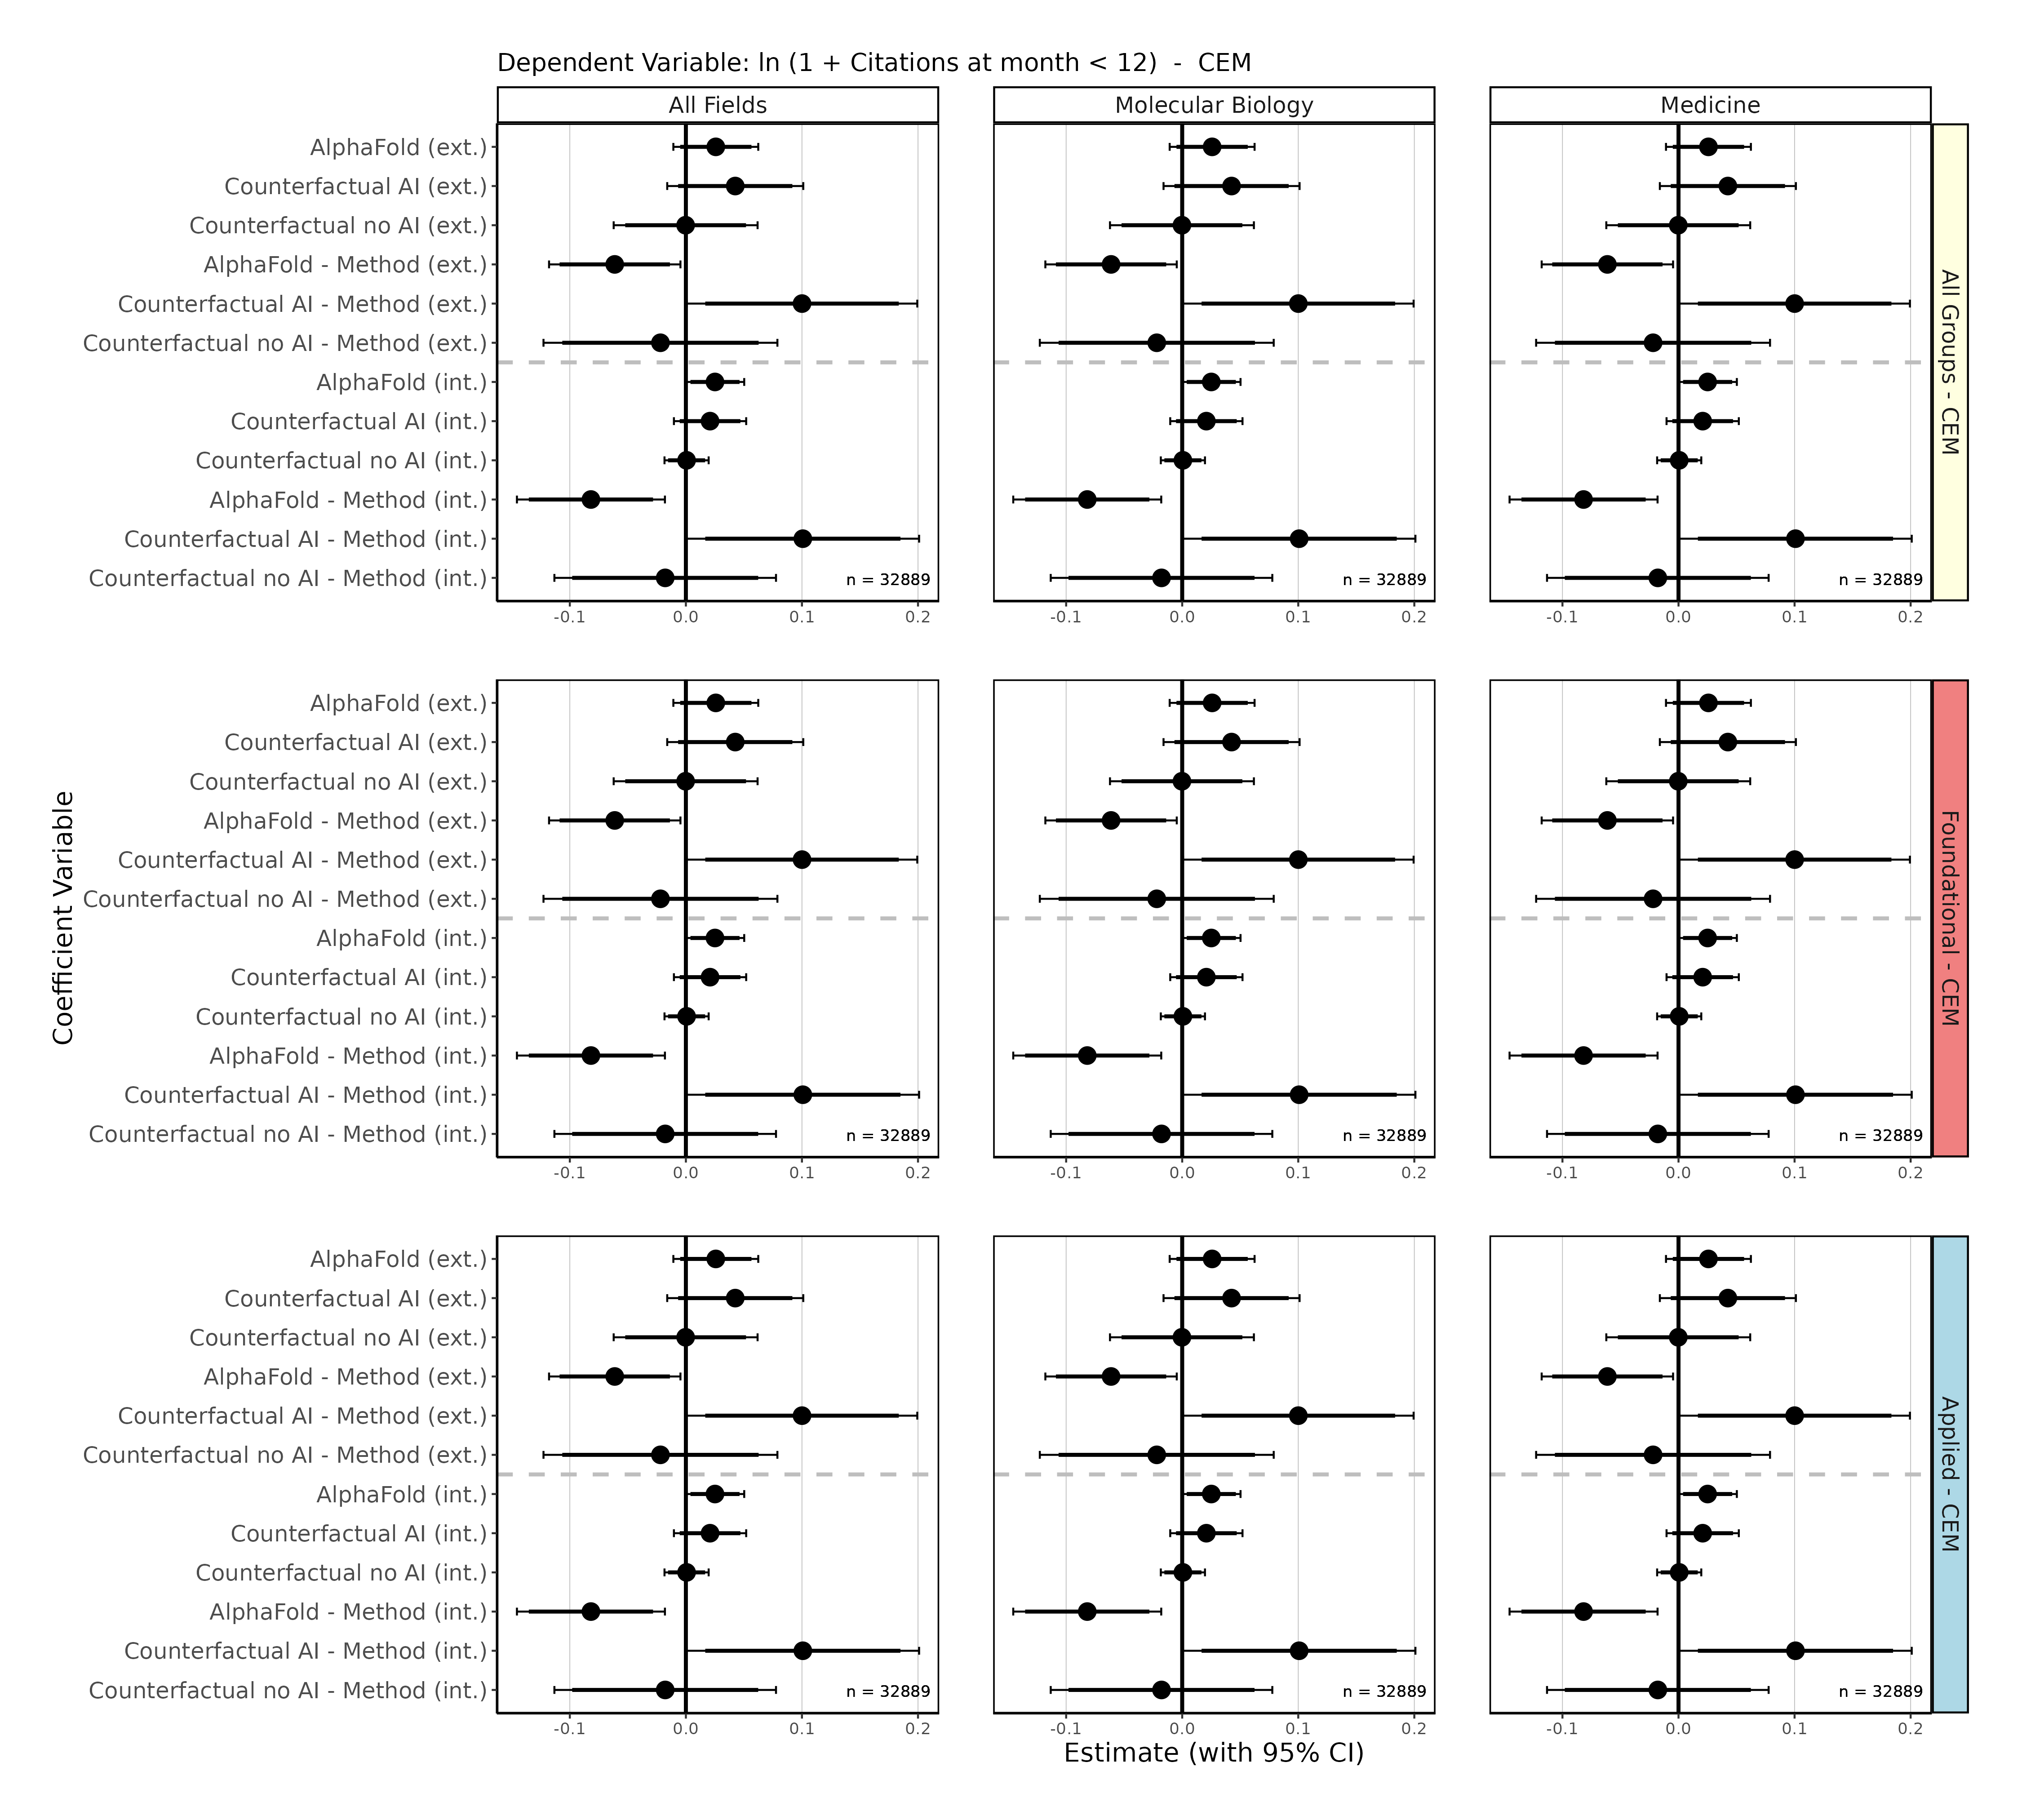 Dependent Variable: ln (1 + Citations at month < 12)  -  CEM
All Fields
Molecular Biology
Medicine
AlphaFold (ext.)
Counterfactual AI (ext.)
Counterfactual no AI (ext.)
AlphaFold - Method (ext.)
Counterfactual AI - Method (ext.)
Counterfactual no AI - Method (ext.)
AlphaFold (int.)
Counterfactual AI (int.)
Counterfactual no AI (int.)
AlphaFold - Method (int.)
Counterfactual AI - Method (int.)
Counterfactual no AI - Method (int.)
n = 32889
n = 32889
n = 32889
-0.1 0.0 0.1 0.2
-0.1 0.0 0.1 0.2
-0.1 0.0 0.1 0.2
All Groups - CEM
Coefficient Variable
AlphaFold (ext.)
Counterfactual AI (ext.)
Counterfactual no AI (ext.)
AlphaFold - Method (ext.)
Counterfactual AI - Method (ext.)
Counterfactual no AI - Method (ext.)
AlphaFold (int.)
Counterfactual AI (int.)
Counterfactual no AI (int.)
AlphaFold - Method (int.)
Counterfactual AI - Method (int.)
Counterfactual no AI - Method (int.)
n = 32889
n = 32889
n = 32889
-0.1 0.0 0.1 0.2
-0.1 0.0 0.1 0.2
-0.1 0.0 0.1 0.2
Foundational - CEM
AlphaFold (ext.)
Counterfactual AI (ext.)
Counterfactual no AI (ext.)
AlphaFold - Method (ext.)
Counterfactual AI - Method (ext.)
Counterfactual no AI - Method (ext.)
AlphaFold (int.)
Counterfactual AI (int.)
Counterfactual no AI (int.)
AlphaFold - Method (int.)
Counterfactual AI - Method (int.)
Counterfactual no AI - Method (int.)
n = 32889
n = 32889
n = 32889
-0.1 0.0 0.1 0.2
-0.1 0.0 0.1 0.2
-0.1 0.0 0.1 0.2
Applied - CEM
Estimate (with 95% CI)